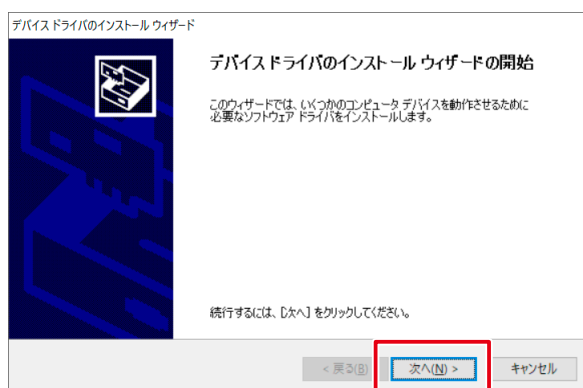 デバイス ドライバのインストール ウィザード
デバイス ドライバのインストール ウィザードの開始
このウィザードでは、いくつかのコンピュータ デバイスを動作させるために
必要なソフトウェア ドライバをインストールします。
続行するには、[次へ] をクリックしてください。
< 戻る(B)
次へ(N) >
キャンセル